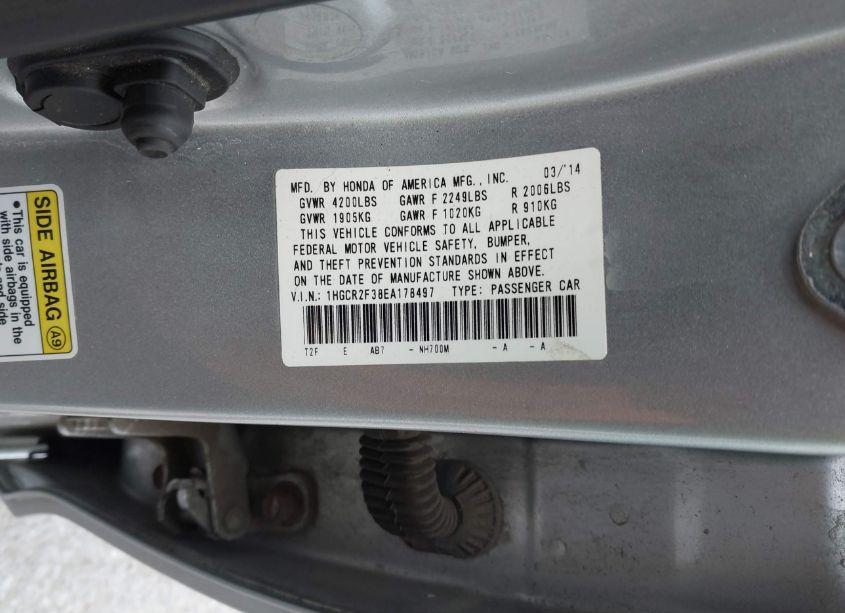 MFD. BY HONDA OF AMERICA MFG., INC. 03/'14
GVWR 4200LBS GAWR F 2249LBS R 2006LBS
GVWR 1905KG GAWR F 1020KG R 910KG
THIS VEHICLE CONFORMS TO ALL APPLICABLE
FEDERAL MOTOR VEHICLE SAFETY, BUMPER,
AND THEFT PREVENTION STANDARDS IN EFFECT
ON THE DATE OF MANUFACTURE SHOWN ABOVE.
V.I.N.: 1HGCR2F38EA178497 TYPE: PASSENGER CAR
T2F E AB7 - NH700M - A - A
SIDE AIRBAG A9
•This car is equipped
with side airbags in the
and side